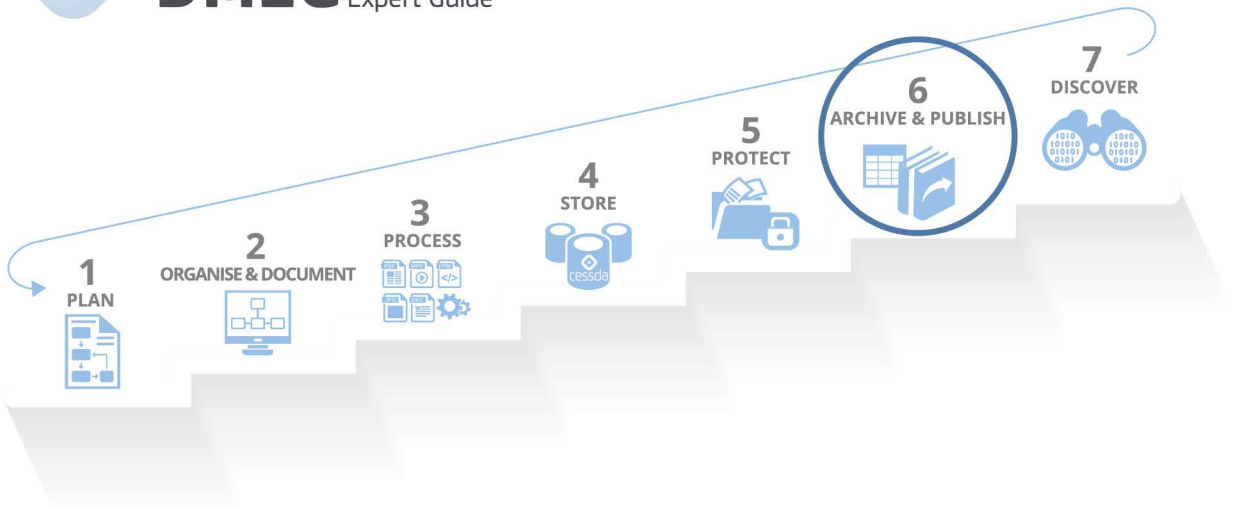 DMEG Expert Guide
1
PLAN
2
ORGANISE & DOCUMENT
3
PROCESS
4
STORE
cessda
5
PROTECT
6
ARCHIVE & PUBLISH
7
DISCOVER